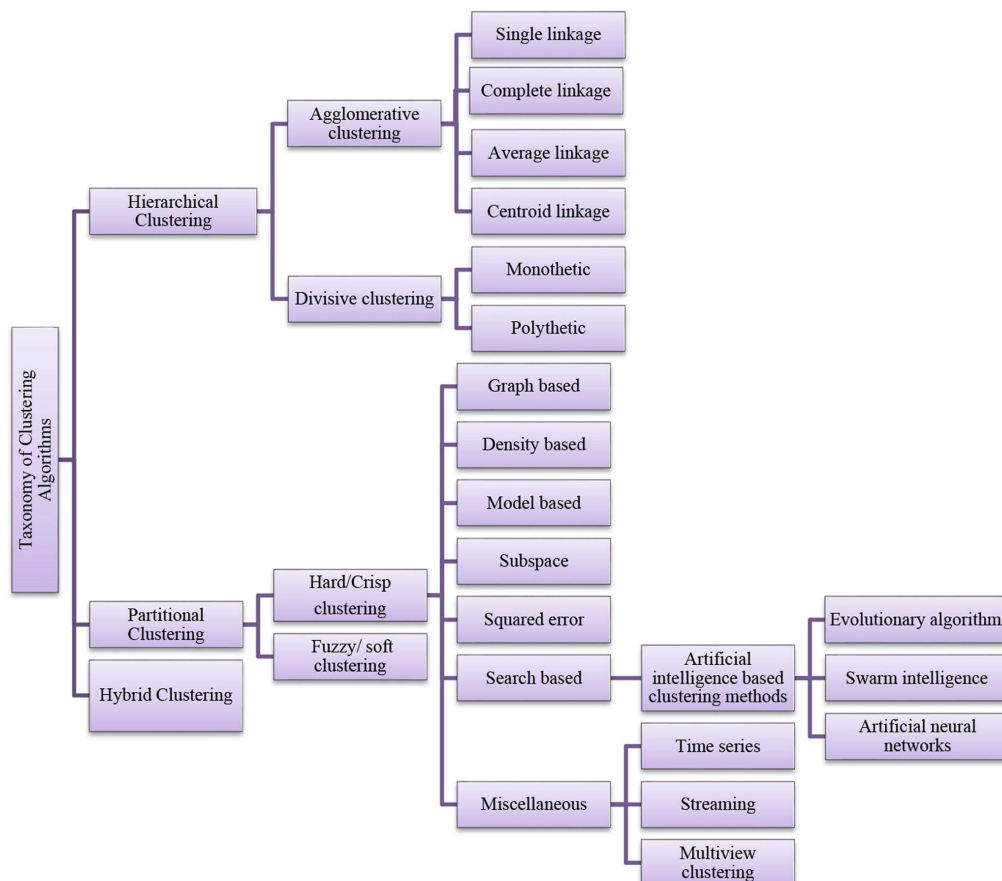 Single linkage
Complete linkage
Agglomerative
clustering
Average linkage
Centroid linkage
Hierarchical
Clustering
Monothetic
Divisive clustering
Polythetic
Taxonomy of Clustering
Algorithms
Graph based
Density based
Model based
Subspace
Hard/Crisp
clustering
Partitional
Clustering
Squared error
Fuzzy/ soft
clustering
Hybrid Clustering
Search based
Artificial
intelligence based
clustering methods
Evolutionary algorithm
Swarm intelligence
Artificial neural
networks
Miscellaneous
Time series
Streaming
Multiview
clustering